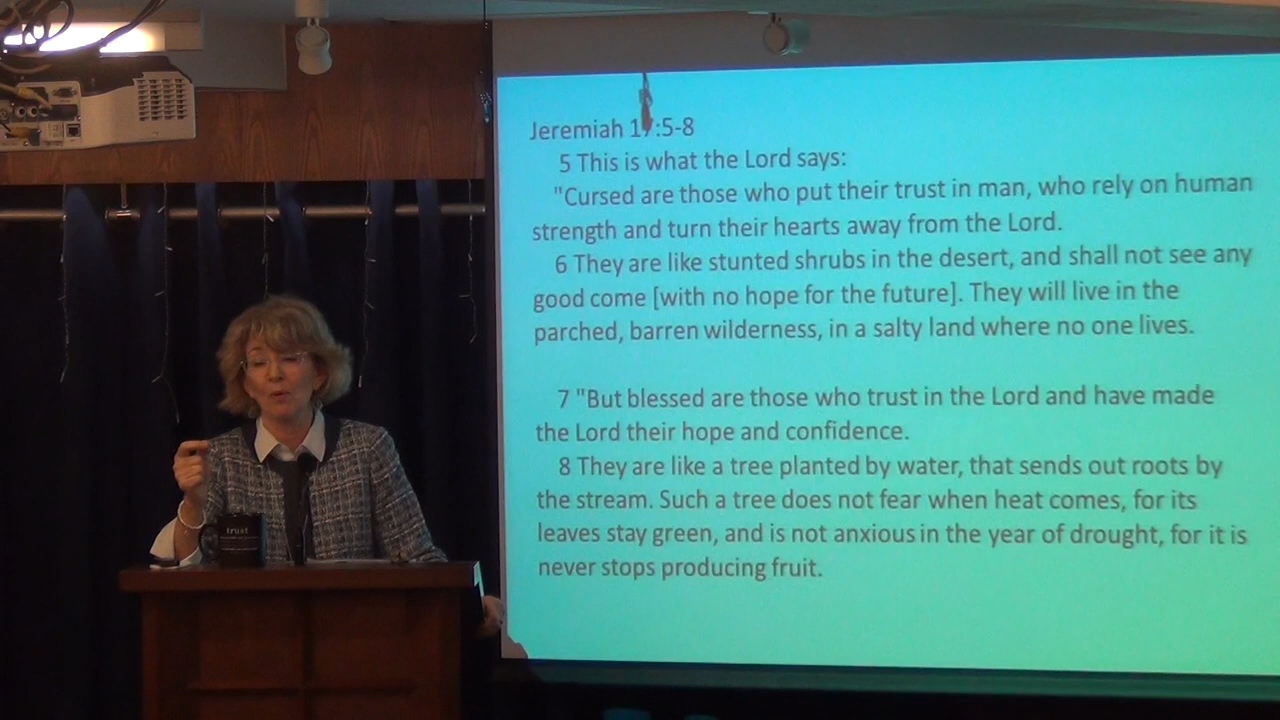 Jeremiah 17:5-8
5 This is what the Lord says:
"Cursed are those who put their trust in man, who rely on human
strength and turn their hearts away from the Lord.
6 They are like stunted shrubs in the desert, and shall not see any
good come [with no hope for the future]. They will live in the
parched, barren wilderness, in a salty land where no one lives.
7 "But blessed are those who trust in the Lord and have made
the Lord their hope and confidence.
8 They are like a tree planted by water, that sends out roots by
the stream. Such a tree does not fear when heat comes, for its
leaves stay green, and is not anxious in the year of drought, for it is
never stops producing fruit.
trust